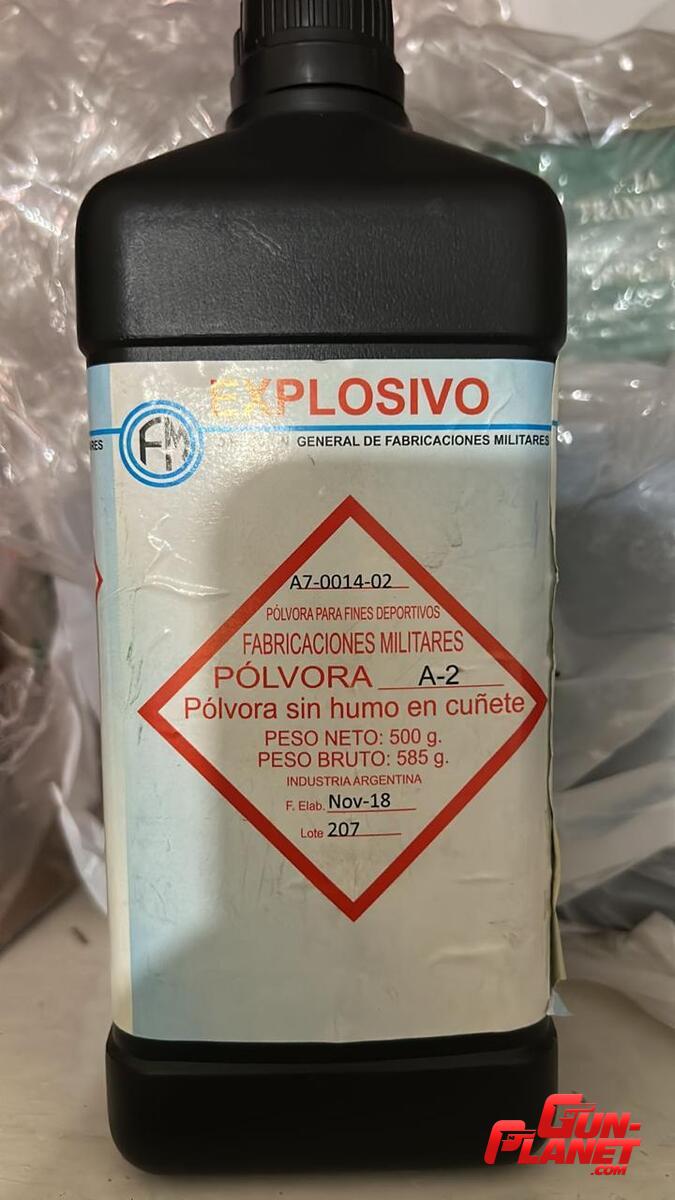 EXPLOSIVO
FM
GENERAL DE FABRICACIONES MILITARES
RES
A7-0014-02
PÓLVORA PARA FINES DEPORTIVOS
FABRICACIONES MILITARES
PÓLVORA A-2
Pólvora sin humo en cuñete
PESO NETO: 500 g.
PESO BRUTO: 585 g.
INDUSTRIA ARGENTINA
F. Elab. Nov-18
Lote 207
GUN-
PLANET
.COM